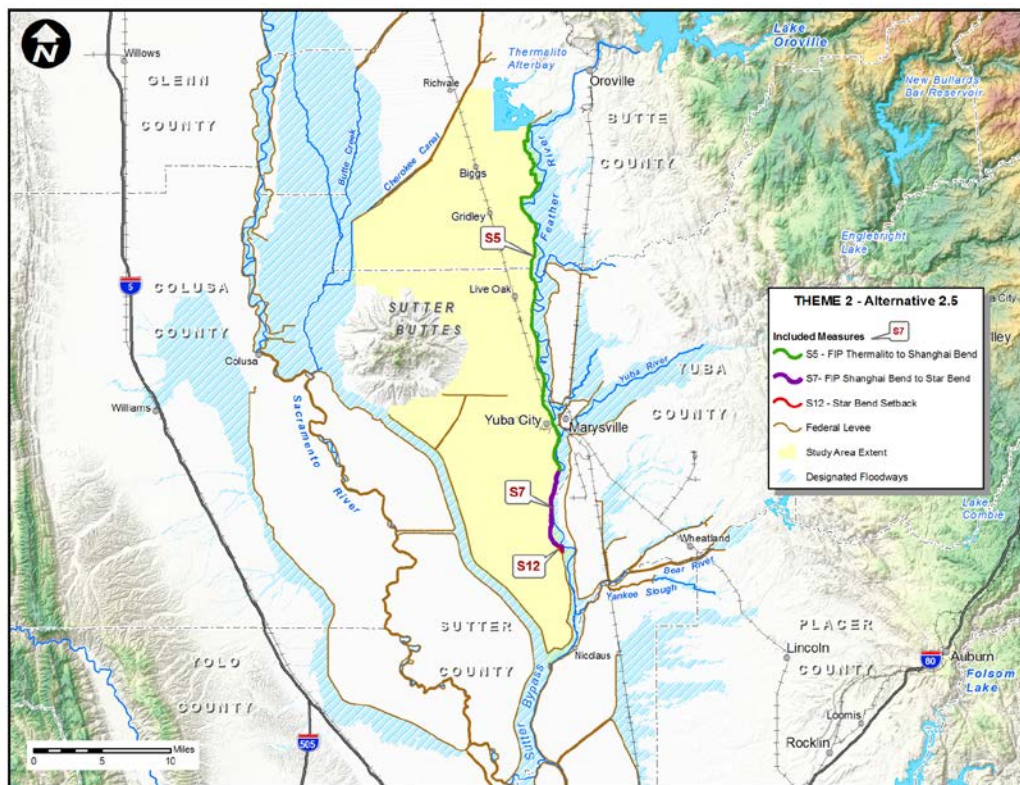 N
Willows
GLENN
COUNTY
Butte Creek
Richvale
Cherokee Canal
Thermalito
Afterbay
Oroville
Lake
Oroville
New Bullards
Bar Reservoir
BUTTE
COUNTY
Biggs
Gridley
Feather River
S5
Englebright
Lake
5
COLUSA
COUNTY
SUTTER
BUTTES
Live Oak
Colusa
Williams
Sacramento
River
Yuba River
YUBA
COUNTY
Yuba City
Marysville
THEME 2 - Alternative 2.5
Included Measures S7
S5 - FIP Thermalito to Shanghai Bend
S7- FIP Shanghai Bend to Star Bend
S12 - Star Bend Setback
Federal Levee
Study Area Extent
Designated Floodways
City
lley
Lake
Combie
S7
S12
Wheatland
Bear River
Yankee Slough
SUTTER
COUNTY
Nicolaus
Sutter Bypass
PLACER
COUNTY
Lincoln
80
Auburn
Folsom
Lake
Loomis
Rocklin
YOLO
COUNTY
505
Miles
0 5 10